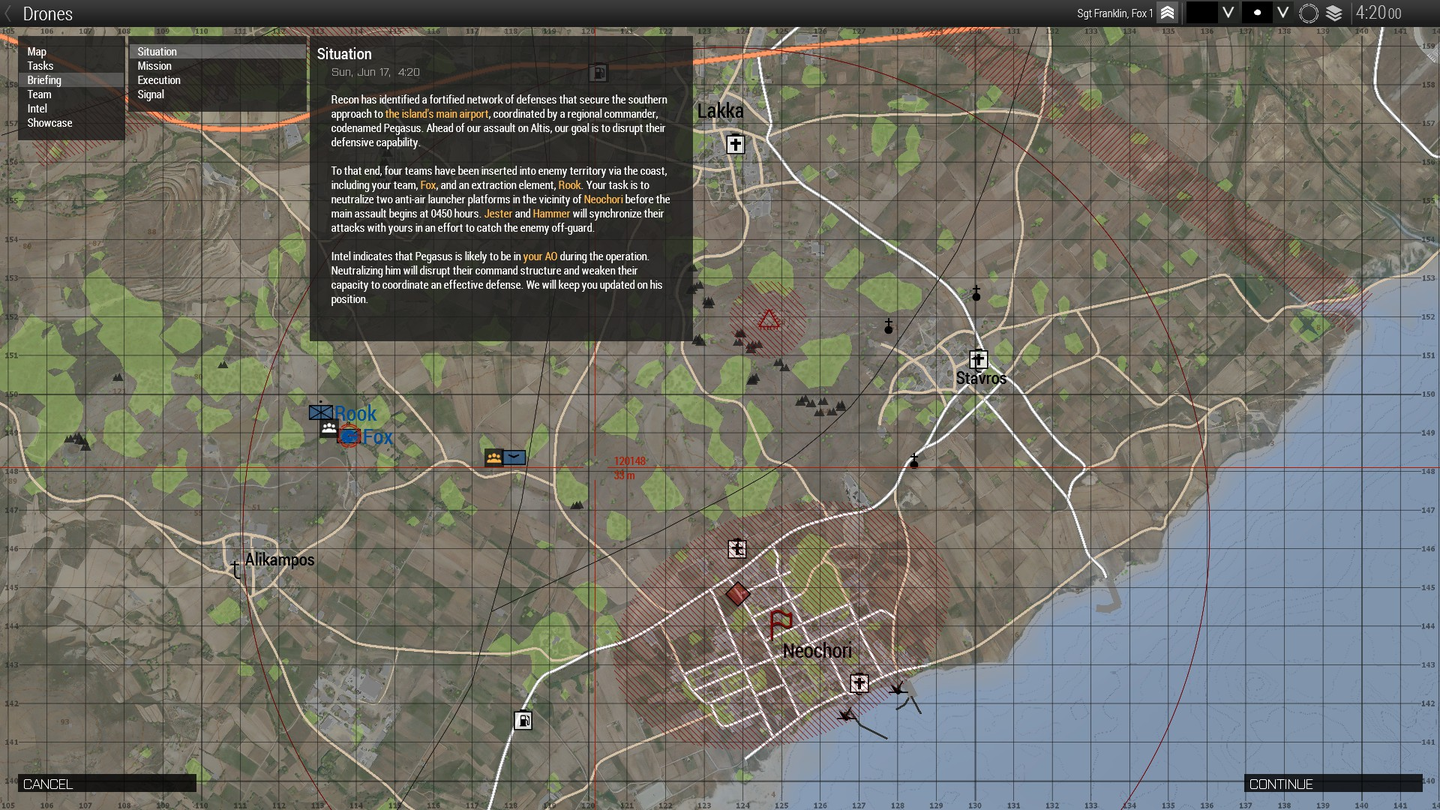 Drones
Sgt Franklin, Fox 1
4:20 00
Map
Tasks
Briefing
Team
Intel
Showcase
Situation
Mission
Execution
Signal
Situation
Sun, Jun 17, 4:20
Recon has identified a fortified network of defenses that secure the southern
approach to the island's main airport, coordinated by a regional commander,
codenamed Pegasus. Ahead of our assault on Altis, our goal is to disrupt their
defensive capability.
To that end, four teams have been inserted into enemy territory via the coast,
including your team, Fox, and an extraction element, Rook. Your task is to
neutralize two anti-air launcher platforms in the vicinity of Neochori before the
main assault begins at 0450 hours. Jester and Hammer will synchronize their
attacks with yours in an effort to catch the enemy off-guard.
Intel indicates that Pegasus is likely to be in your AO during the operation.
Neutralizing him will disrupt their command structure and weaken their
capacity to coordinate an effective defense. We will keep you updated on his
position.
Lakka
Stavros
Rook
Fox
120148
33 m
Alikampos
Neochori
CANCEL
CONTINUE